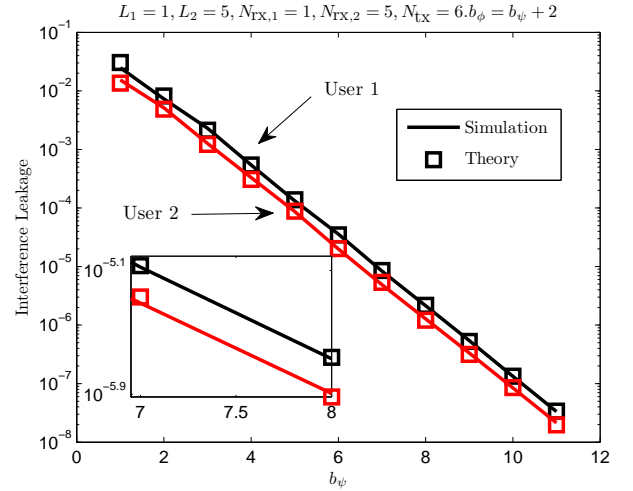 L₁ = 1, L₂ = 5, N_rx,1 = 1, N_rx,2 = 5, N_tx = 6.b_ϕ = b_ψ + 2
Interference Leakage
10⁻¹
10⁻²
10⁻³
10⁻⁴
10⁻⁵
10⁻⁶
10⁻⁷
10⁻⁸
User 1
User 2
Simulation
Theory
10^−5.1
10^−5.9
7
7.5
8
0
2
4
6
8
10
12
b_ψ